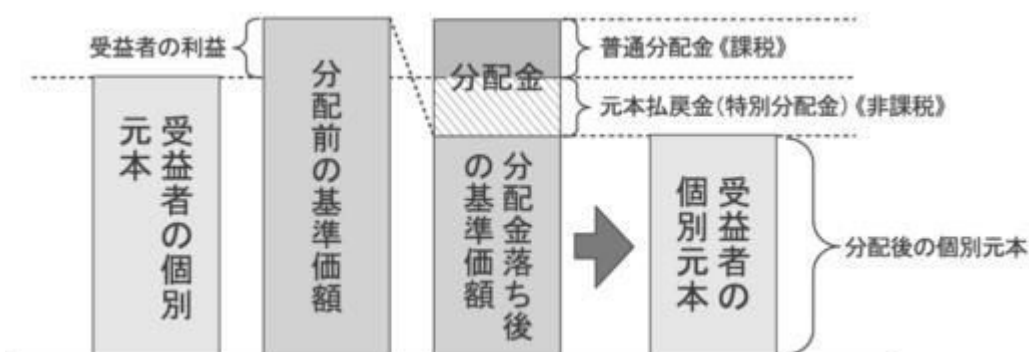 受益者の利益
受益者の個別
元本
分配前の基準価額
分配金
分配金落ち後
の基準価額
普通分配金《課税》
元本払戻金(特別分配金)《非課税》
受益者の
個別元本
分配後の個別元本